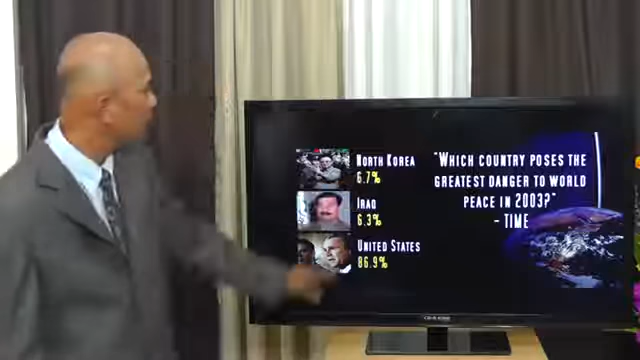 North Korea
6.7%
Iraq
6.3%
United States
86.9%
"Which country poses the
greatest danger to world
peace in 2003?"
- TIME